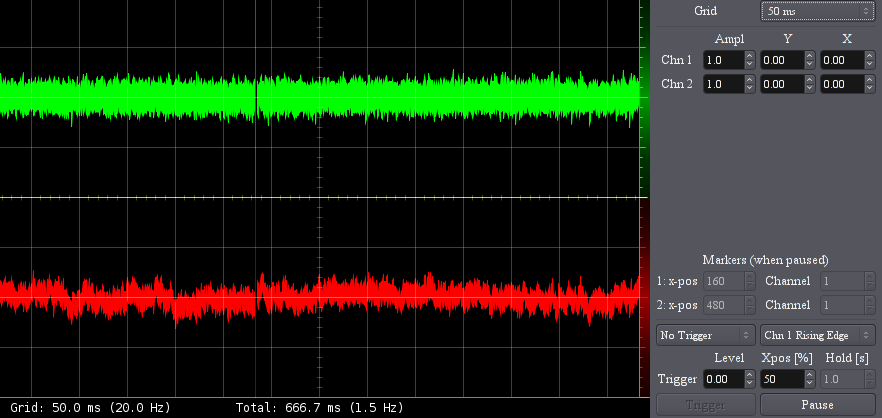 Grid 50 ms
Ampl Y X
Chn 1 1.0 0.00 0.00
Chn 2 1.0 0.00 0.00
Markers (when paused)
1: x-pos 160 Channel 1
2: x-pos 480 Channel 1
No Trigger Chn 1 Rising Edge
Level Xpos [%] Hold [s]
Trigger 0.00 50 1.0
Trigger Pause
Grid: 50.0 ms (20.0 Hz) Total: 666.7 ms (1.5 Hz)